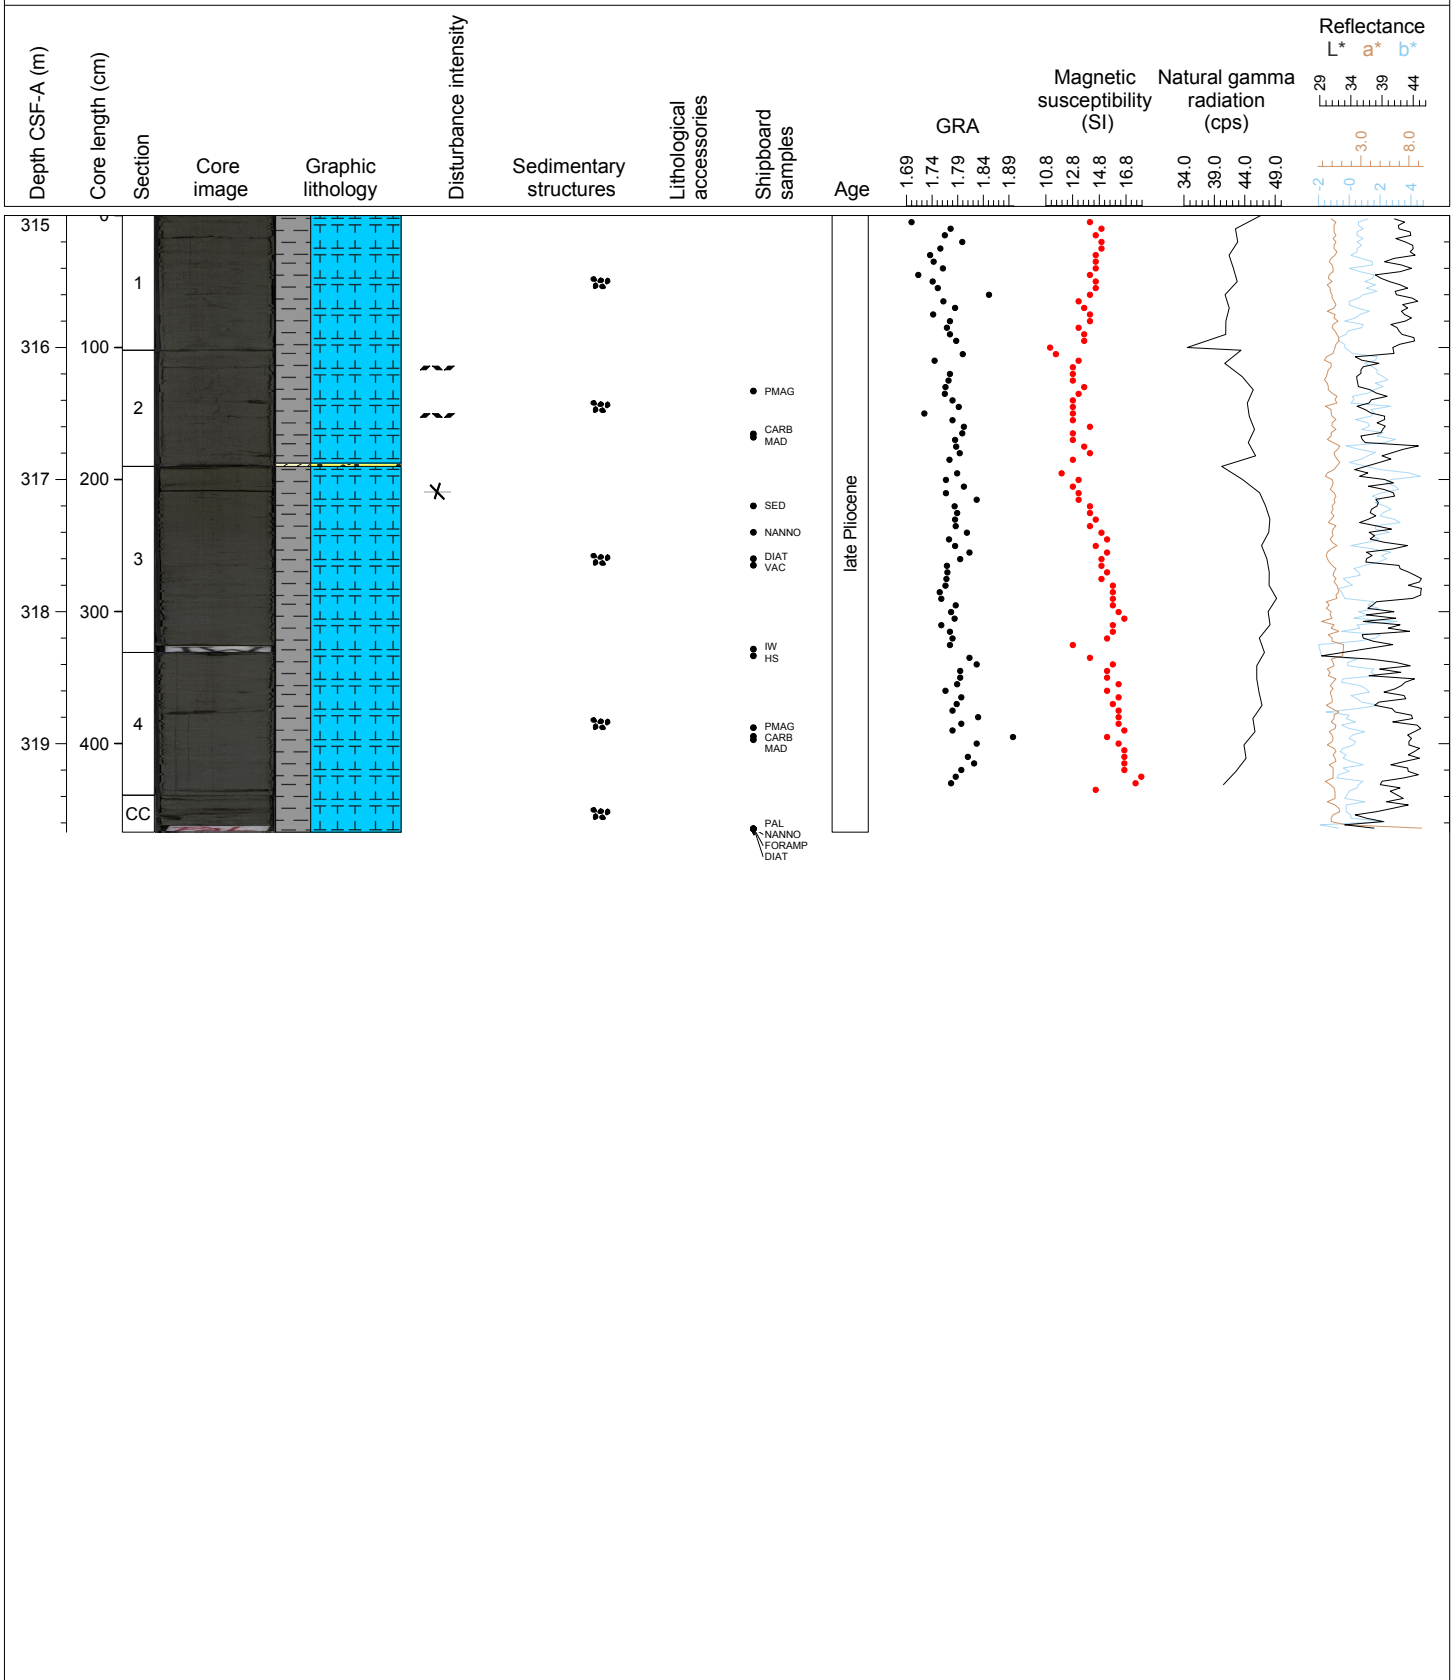 Depth CSF-A (m)
Core length (cm)
Section
Core
image
Graphic
lithology
Disturbance intensity
Sedimentary
structures
Lithological
accessories
Shipboard
samples
Age
GRA
1.69 1.74 1.79 1.84 1.89
Magnetic
susceptibility
(SI)
10.8 12.8 14.8 16.8
Natural gamma
radiation
(cps)
34.0 39.0 44.0 49.0
Reflectance
L* a* b*
29 34 39 44
3.0 8.0
-2 -0 2 4
315
316
317
318
319
0
100
200
300
400
1
2
3
4
CC
PMAG
CARB
MAD
SED
NANNO
DIAT
VAC
IW
HS
PMAG
CARB
MAD
PAL
NANNO
FORAMP
DIAT
late Pliocene